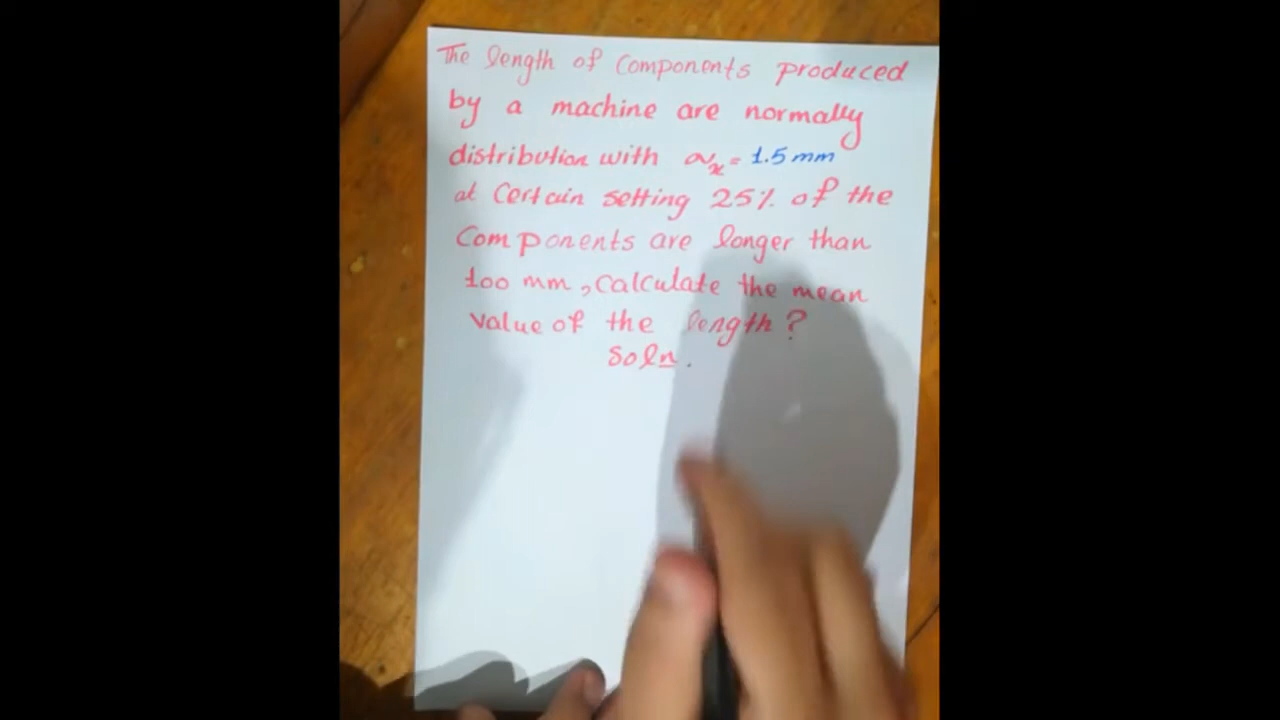 The length of components produced
by a machine are normally
distribution with σx = 1.5 mm
at certain setting 25% of the
components are longer than
100 mm, calculate the mean
value of the length?
soln.